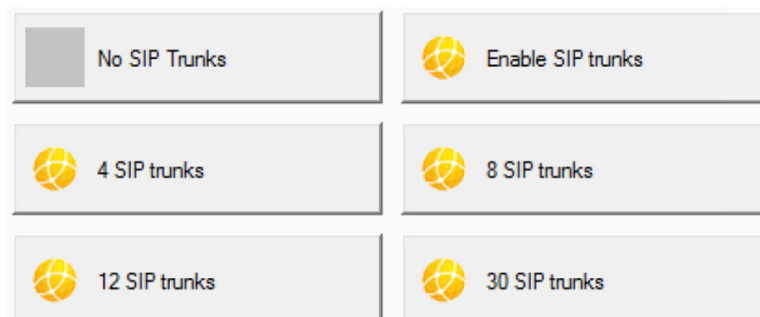 No SIP Trunks
Enable SIP trunks
4 SIP trunks
8 SIP trunks
12 SIP trunks
30 SIP trunks